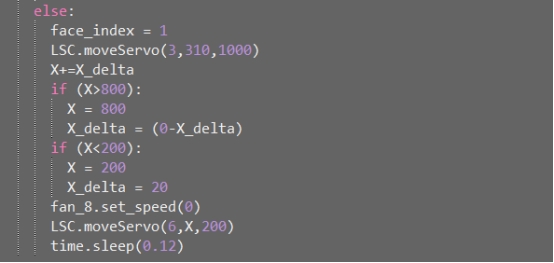 else:
face_index = 1
LSC.moveServo(3,310,1000)
X+=X_delta
if (X>800):
X = 800
X_delta = (0-X_delta)
if (X<200):
X = 200
X_delta = 20
fan_8.set_speed(0)
LSC.moveServo(6,X,200)
time.sleep(0.12)